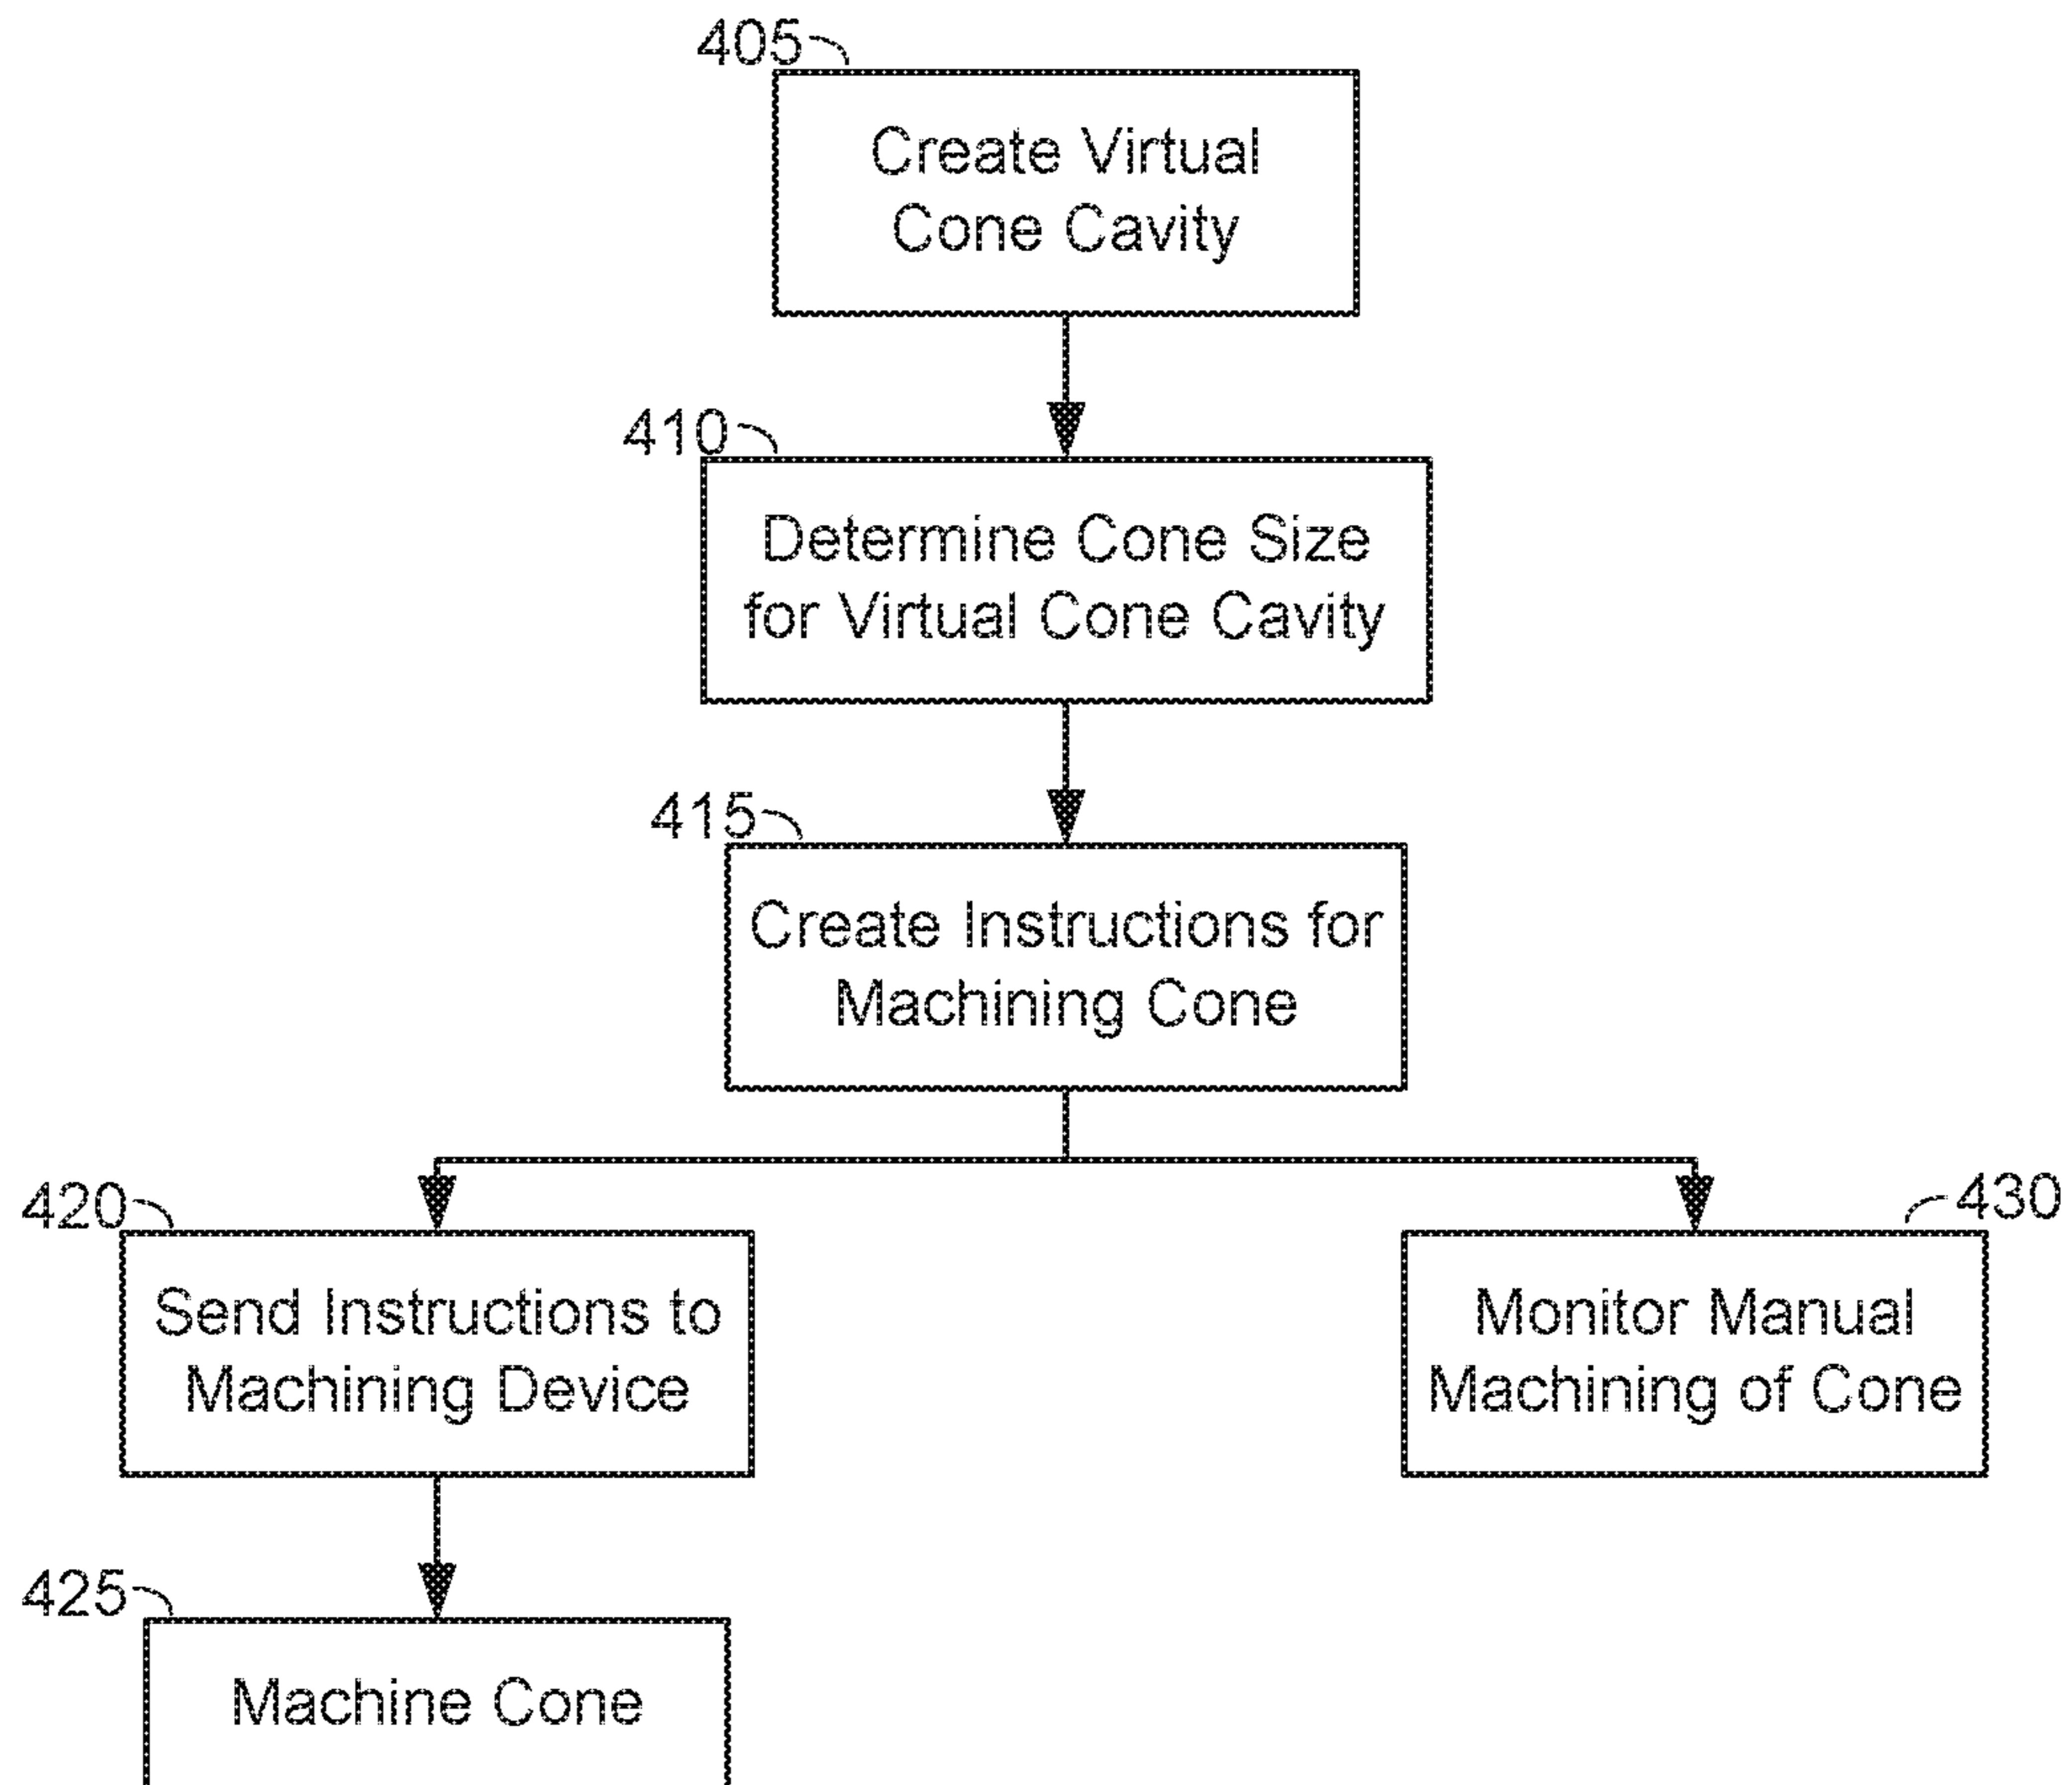 405
Create Virtual
Cone Cavity
410
Determine Cone Size
for Virtual Cone Cavity
415
Create Instructions for
Machining Cone
420
Send Instructions to
Machining Device
430
Monitor Manual
Machining of Cone
425
Machine Cone